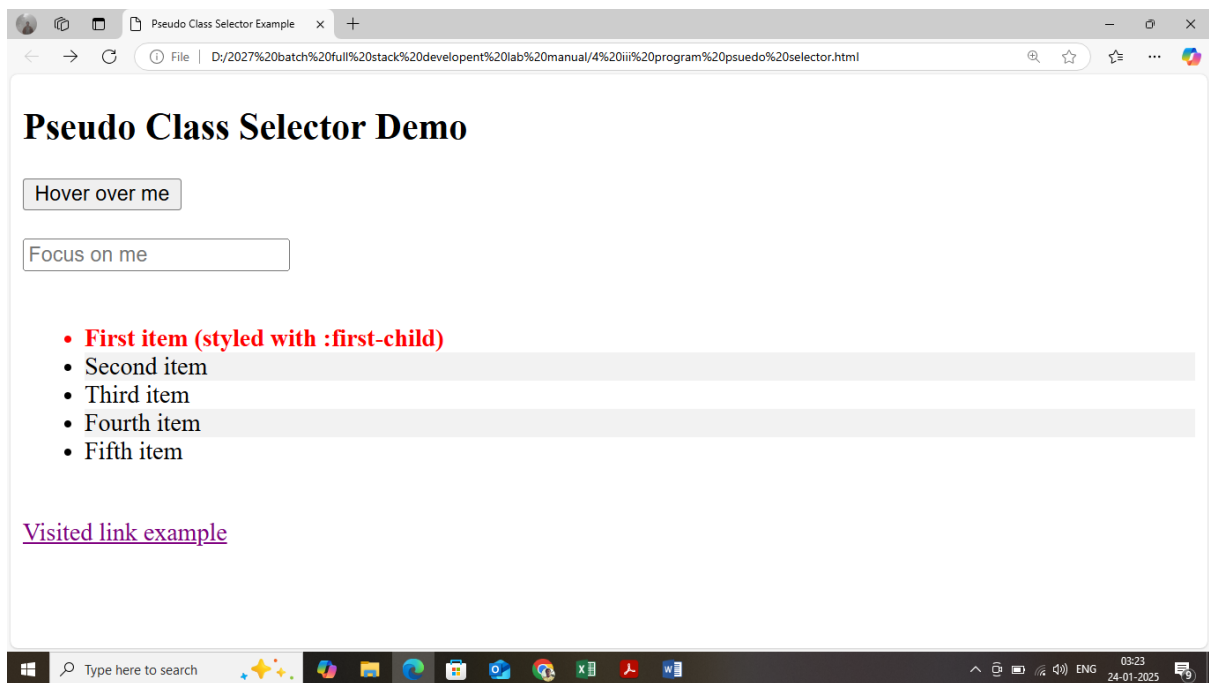 Pseudo Class Selector Example
File
D:/2027%20batch%20full%20stack%20developent%20lab%20manual/4%20iii%20program%20psuedo%20selector.html
Pseudo Class Selector Demo
Hover over me
Focus on me
• First item (styled with :first-child)
• Second item
• Third item
• Fourth item
• Fifth item
Visited link example
Type here to search
ENG
03:23
24-01-2025
9